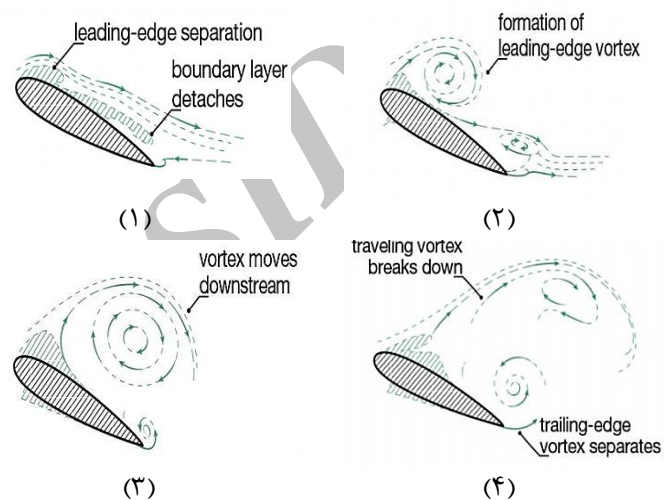 leading-edge separation
boundary layer
detaches
(۱)
formation of
leading-edge vortex
(۲)
vortex moves
downstream
(۳)
traveling vortex
breaks down
trailing-edge
vortex separates
(۴)